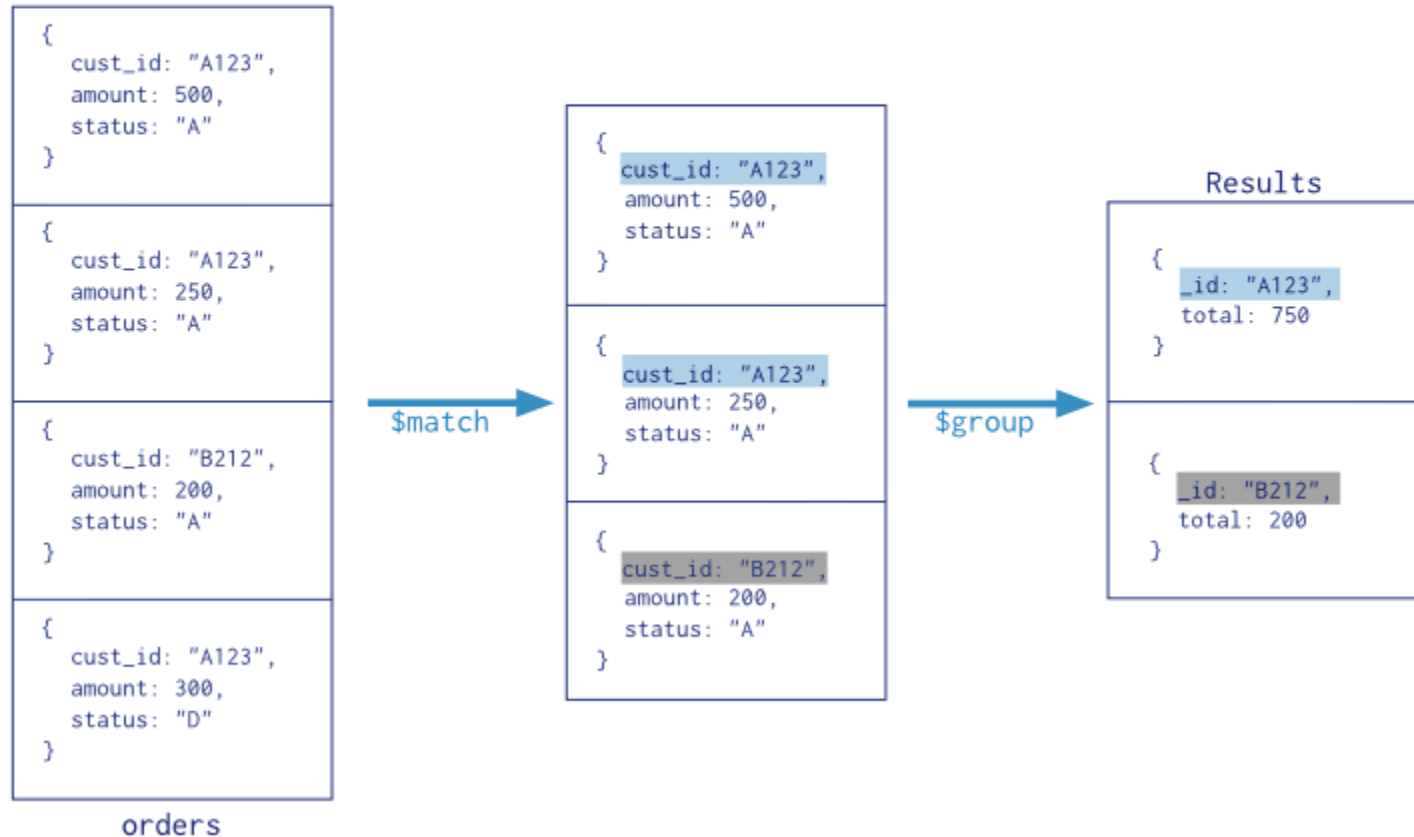 {
cust_id: "A123",
amount: 500,
status: "A"
}
{
cust_id: "A123",
amount: 250,
status: "A"
}
{
cust_id: "B212",
amount: 200,
status: "A"
}
{
cust_id: "A123",
amount: 300,
status: "D"
}
orders
$match
{
cust_id: "A123",
amount: 500,
status: "A"
}
{
cust_id: "A123",
amount: 250,
status: "A"
}
{
cust_id: "B212",
amount: 200,
status: "A"
}
$group
Results
{
_id: "A123",
total: 750
}
{
_id: "B212",
total: 200
}